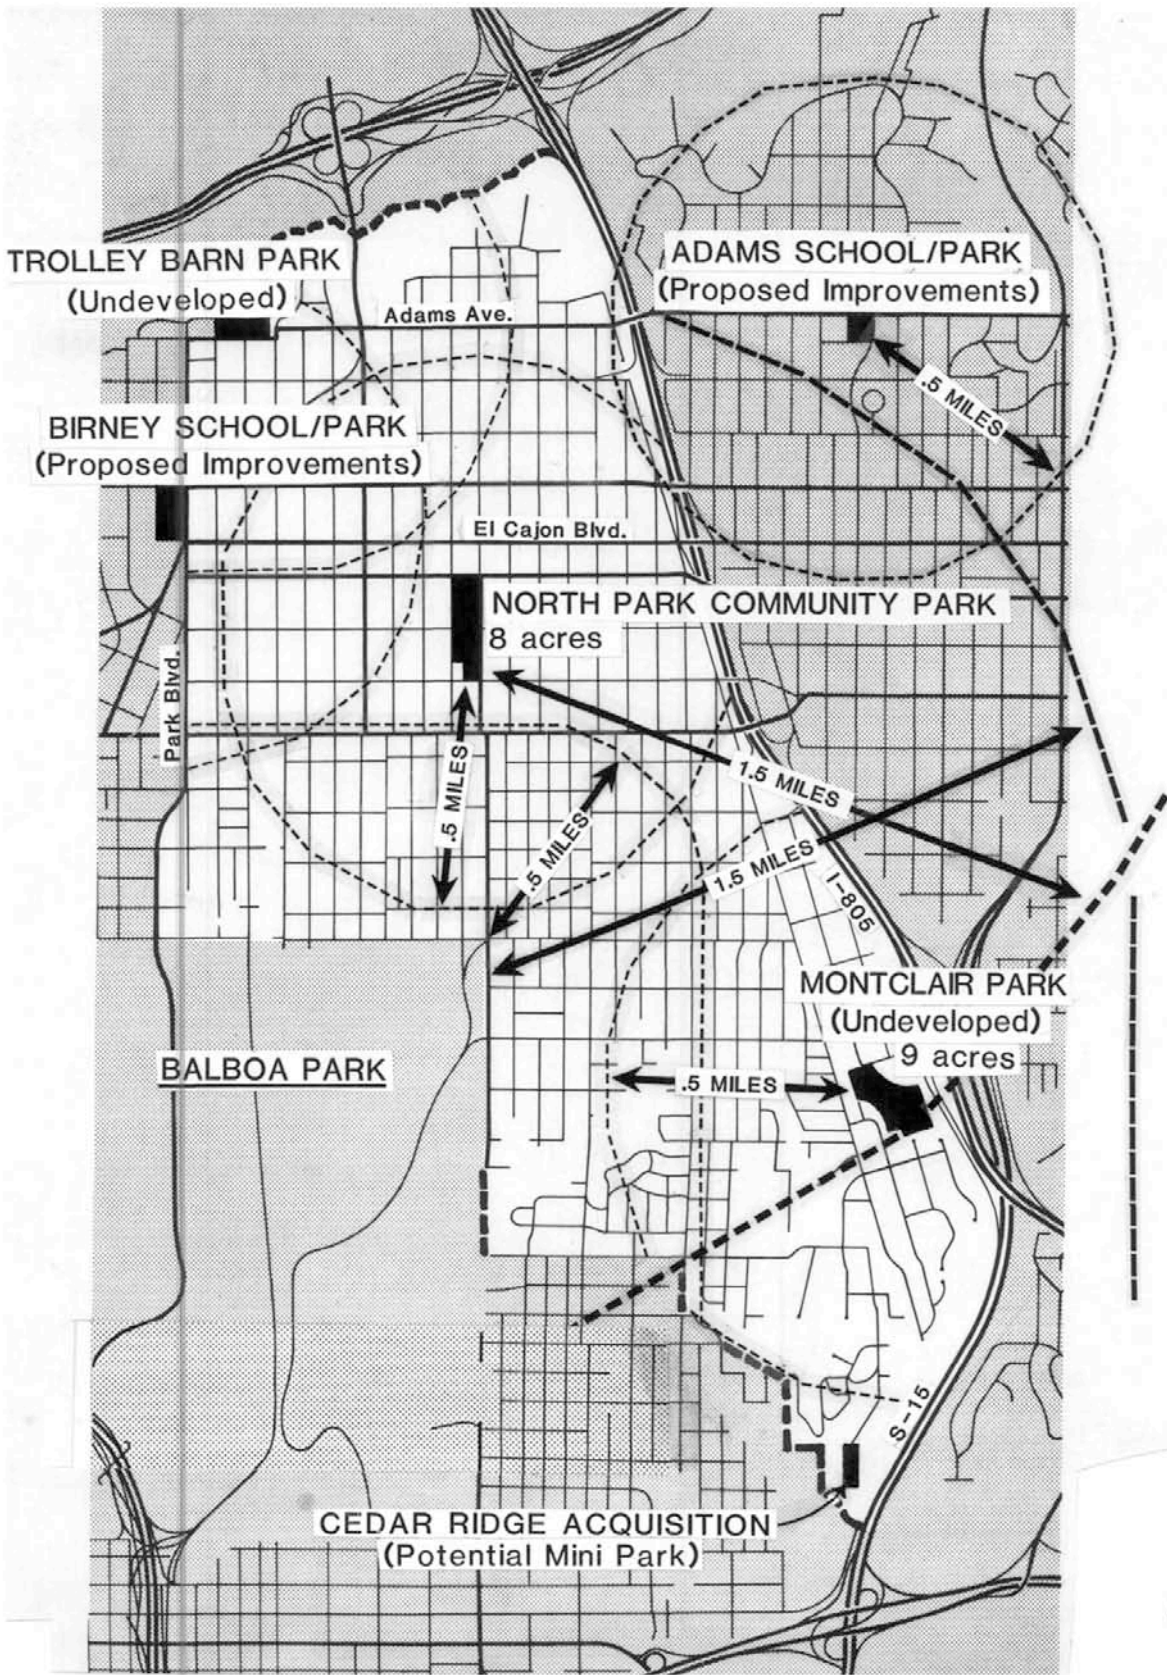 TROLLEY BARN PARK
(Undeveloped)
ADAMS SCHOOL/PARK
(Proposed Improvements)
Adams Ave.
.5 MILES
BIRNEY SCHOOL/PARK
(Proposed Improvements)
El Cajon Blvd.
NORTH PARK COMMUNITY PARK
8 acres
Park Blvd.
.5 MILES
.5 MILES
1.5 MILES
1.5 MILES
I-805
MONTCLAIR PARK
(Undeveloped)
9 acres
BALBOA PARK
.5 MILES
S-15
CEDAR RIDGE ACQUISITION
(Potential Mini Park)